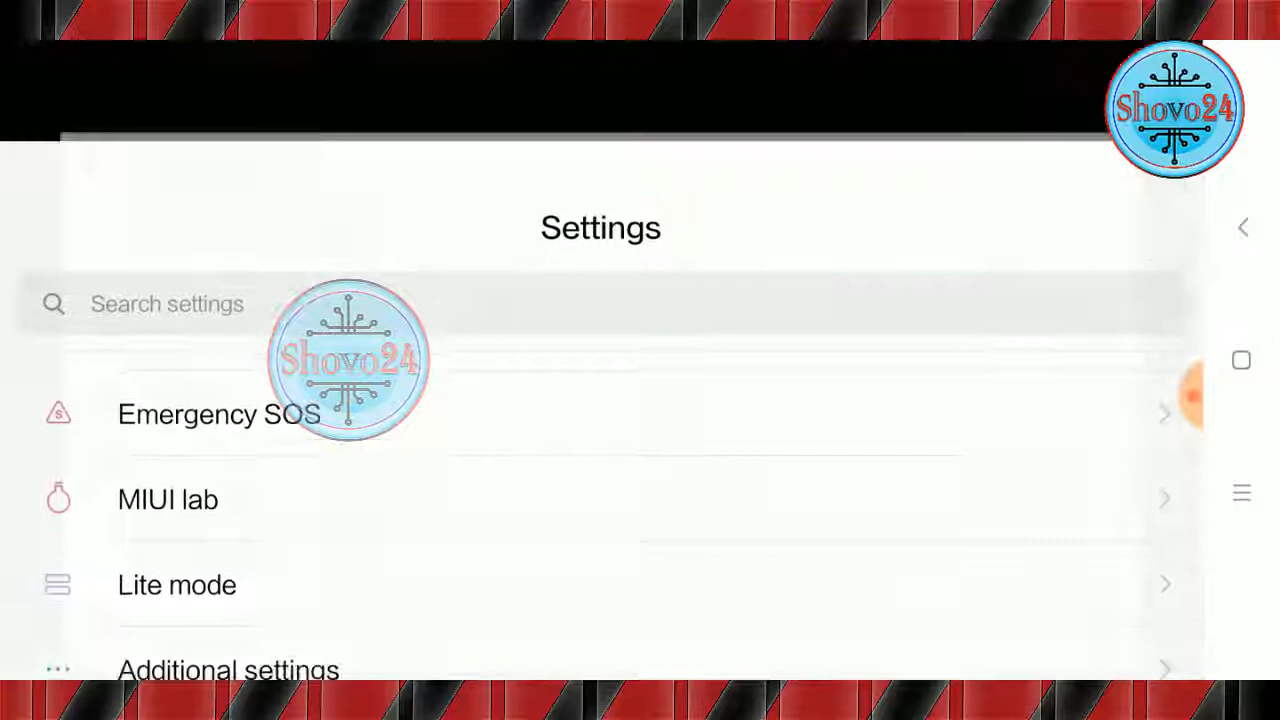 Shovo24
Settings
Search settings
Shovo24
Emergency SOS
MIUI lab
Lite mode
Additional settings